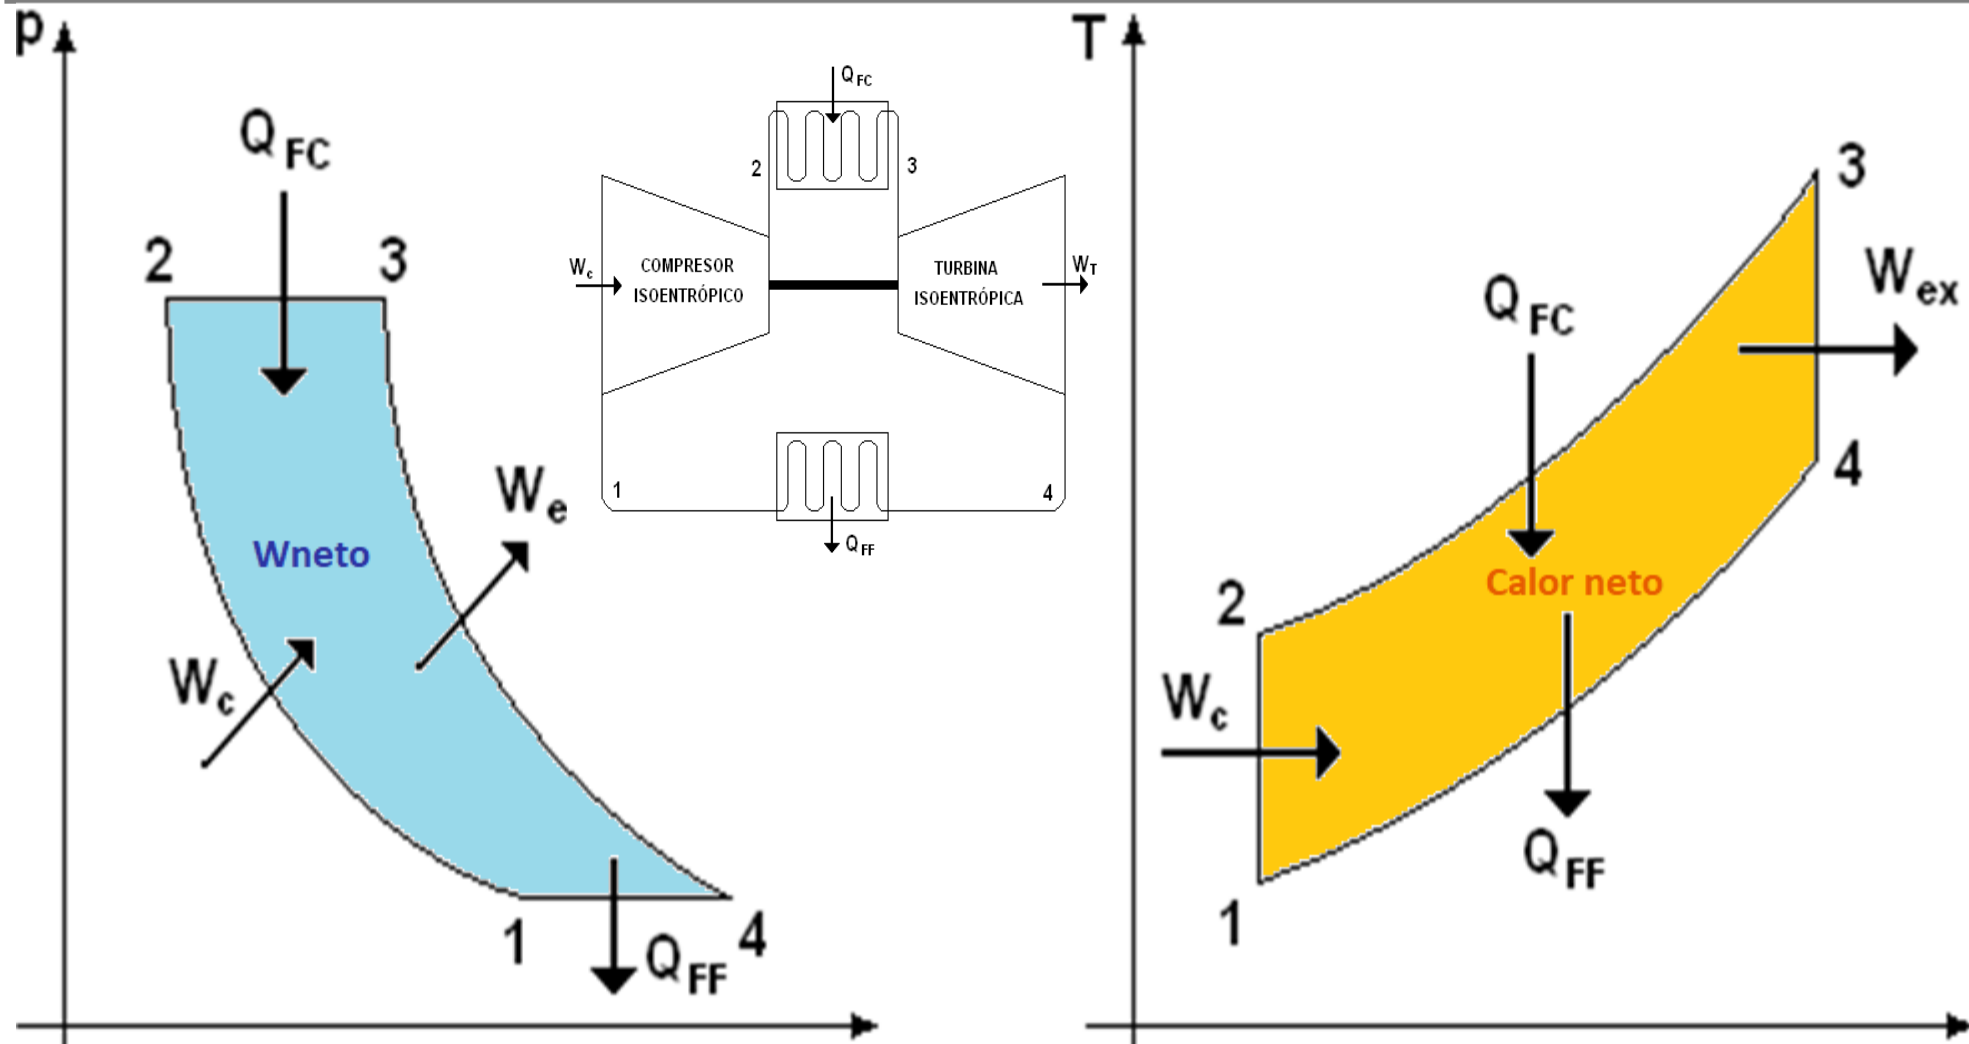 p
Q FC
2
3
Wneto
W e
W c
1
4
Q FF
Q FC
2
3
W c
COMPRESOR
ISOENTRÓPICO
TURBINA
ISOENTRÓPICA
W T
1
4
Q FF
T
3
W ex
Q FC
4
Calor neto
2
W c
Q FF
1